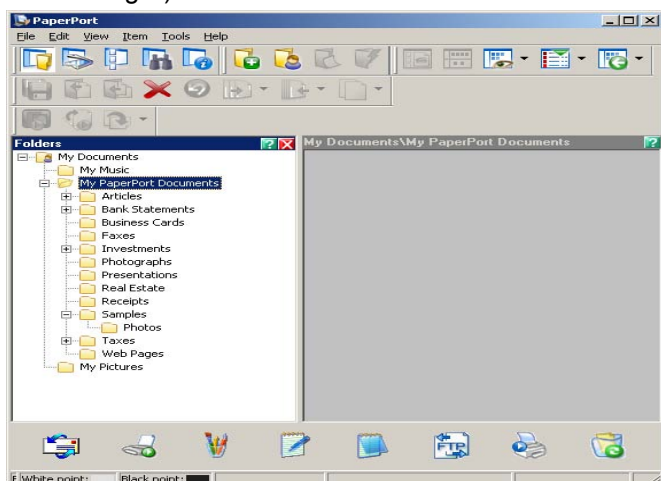 PaperPort
File Edit View Item Tools Help
Folders
My Documents\My PaperPort Documents
My Documents
My Music
My PaperPort Documents
Articles
Bank Statements
Business Cards
Faxes
Investments
Photographs
Presentations
Real Estate
Receipts
Samples
Photos
Taxes
Web Pages
My Pictures
FTP
White point: Black point: